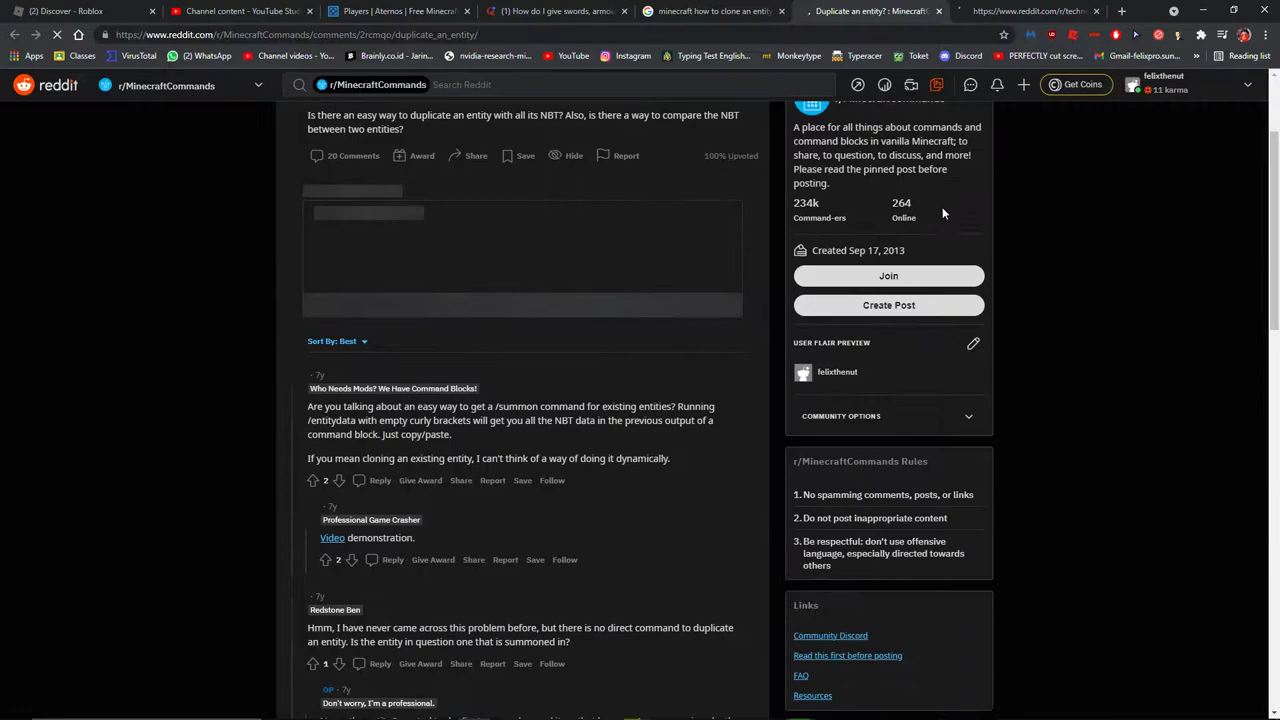 Discover - Roblox
Channel content - YouTube Stu
Players | Aternos | Free Minecraf
(1) How do I give swords, armou
minecraft how to clone an entity
Duplicate an entity? : Minecraft
https://www.reddit.com/r/techn
https://www.reddit.com/r/MinecraftCommands/comments/2rcmqo/duplicate_an_entity/
Apps
Classes
VirusTotal
(2) WhatsApp
Channel videos - Yo...
Brainly.co.id - Jarin...
nvidia-research-mi...
YouTube
Instagram
Typing Test English...
Monkeytype
Typeracer
Toket
Discord
PERFECTLY cut scre...
Gmail-felixpro.sumi...
Reading list
reddit
r/MinecraftCommands
r/MinecraftCommands
Search Reddit
Get Coins
felixthenut
11 karma
Is there an easy way to duplicate an entity with all its NBT? Also, is there a way to compare the NBT
between two entities?
20 Comments
Award
Share
Save
Hide
Report
100% Upvoted
Sort By: Best
· 7y
Who Needs Mods? We Have Command Blocks!
Are you talking about an easy way to get a /summon command for existing entities? Running
/entitydata with empty curly brackets will get you all the NBT data in the previous output of a
command block. Just copy/paste.
If you mean cloning an existing entity, I can't think of a way of doing it dynamically.
2
Reply
Give Award
Share
Report
Save
Follow
· 7y
Professional Game Crasher
Video demonstration.
2
Reply
Give Award
Share
Report
Save
Follow
· 7y
Redstone Ben
Hmm, I have never came across this problem before, but there is no direct command to duplicate
an entity. Is the entity in question one that is summoned in?
1
Reply
Give Award
Share
Report
Save
Follow
OP · 7y
Don't worry, I'm a professional.
A place for all things about commands and
command blocks in vanilla Minecraft; to
share, to question, to discuss, and more!
Please read the pinned post before
posting.
234k
Command-ers
264
Online
Created Sep 17, 2013
Join
Create Post
USER FLAIR PREVIEW
felixthenut
COMMUNITY OPTIONS
r/MinecraftCommands Rules
1. No spamming comments, posts, or links
2. Do not post inappropriate content
3. Be respectful: don't use offensive
language, especially directed towards
others
Links
Community Discord
Read this first before posting
FAQ
Resources